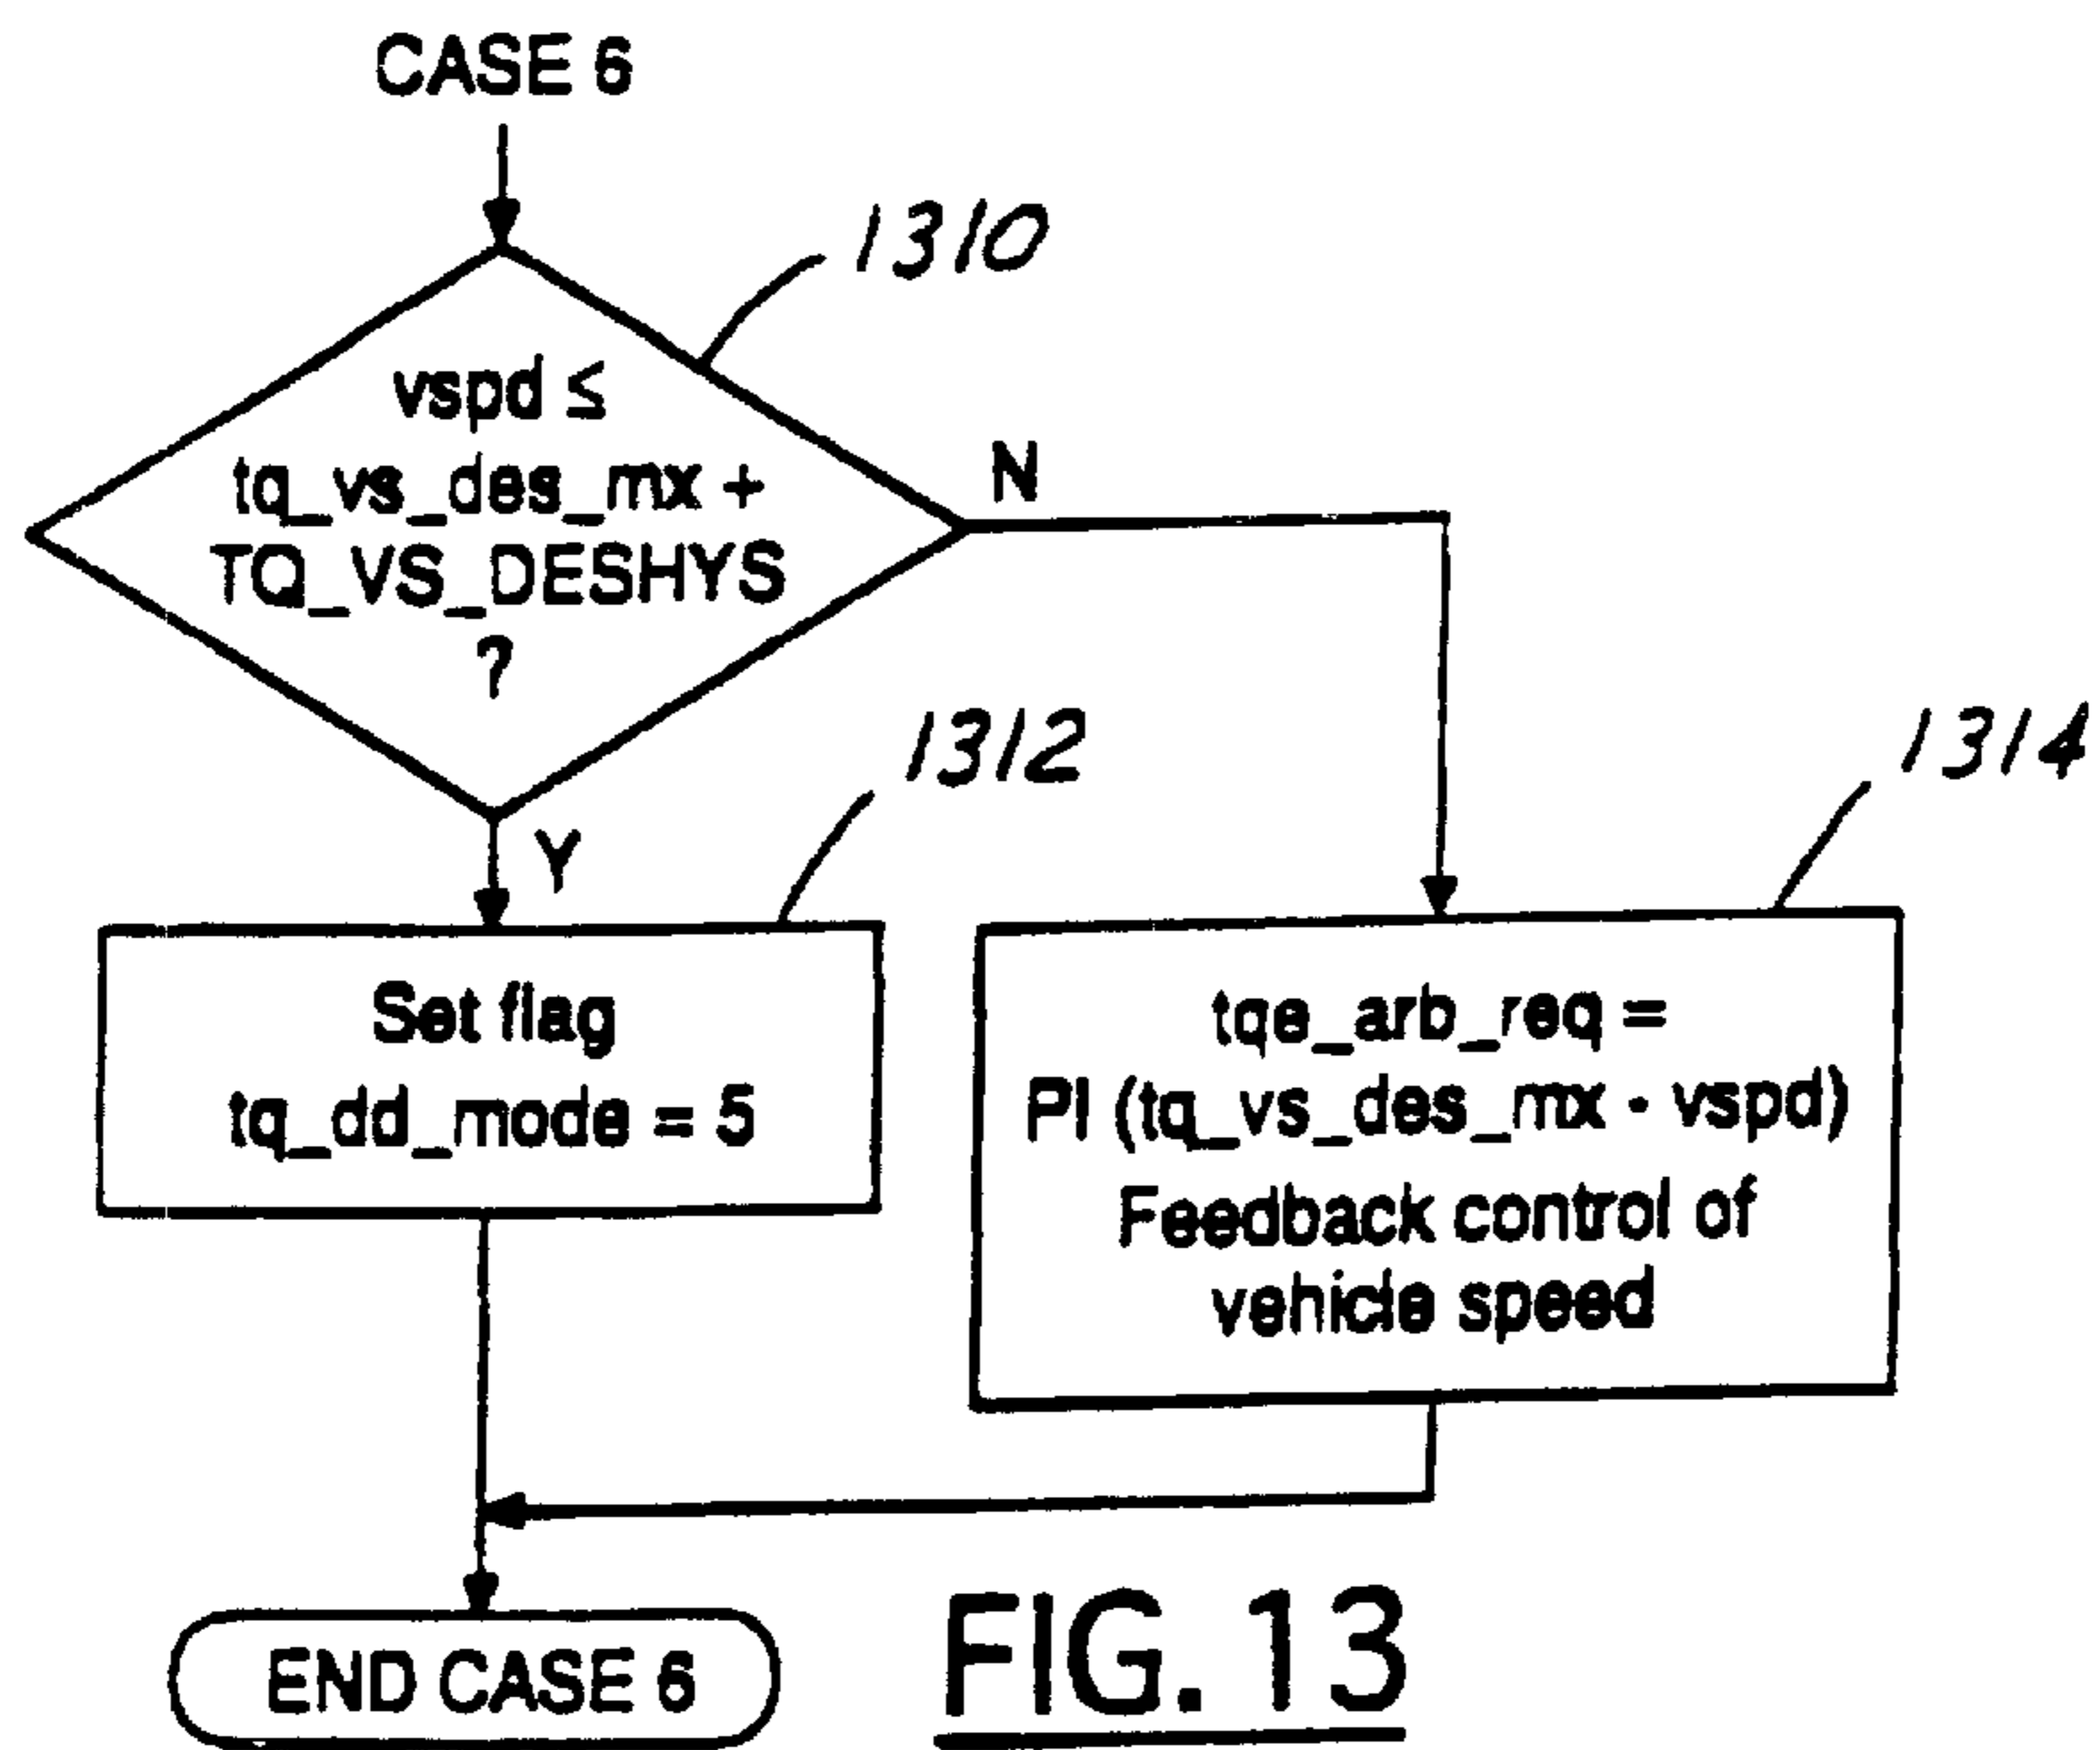 CASE 6
1310
vspd ≤
tq_vs_des_mx +
TQ_VS_DESHYS
?
N
1312
1314
Y
Set flag
tq_dd_mode = 5
tqe_arb_req =
PI (tq_vs_des_mx - vspd)
Feedback control of
vehicle speed
END CASE 6
FIG. 13